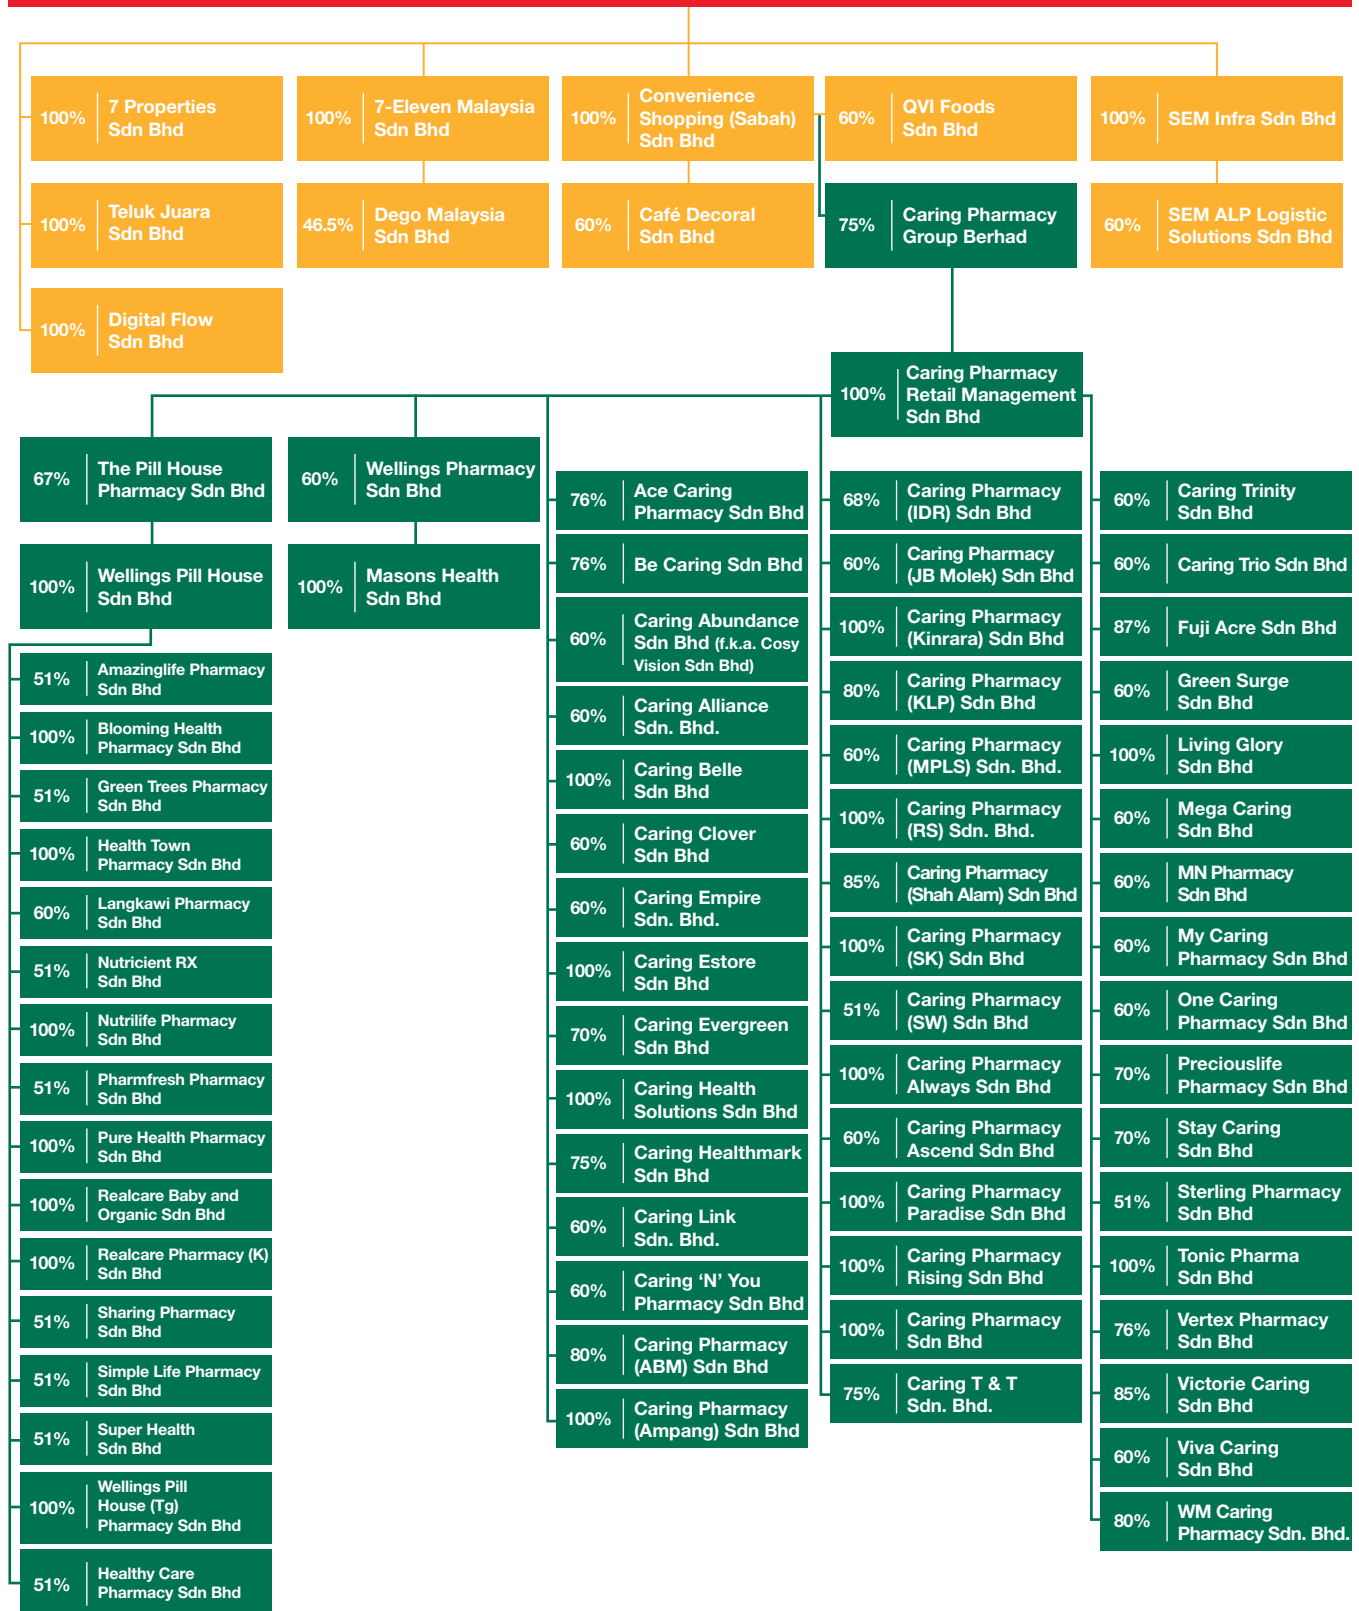 100%
7 Properties
Sdn Bhd
100%
7-Eleven Malaysia
Sdn Bhd
100%
Convenience
Shopping (Sabah)
Sdn Bhd
60%
QVI Foods
Sdn Bhd
100%
SEM Infra Sdn Bhd
100%
Teluk Juara
Sdn Bhd
46.5%
Dego Malaysia
Sdn Bhd
60%
Café Decoral
Sdn Bhd
75%
Caring Pharmacy
Group Berhad
60%
SEM ALP Logistic
Solutions Sdn Bhd
100%
Digital Flow
Sdn Bhd
100%
Caring Pharmacy
Retail Management
Sdn Bhd
67%
The Pill House
Pharmacy Sdn Bhd
60%
Wellings Pharmacy
Sdn Bhd
100%
Wellings Pill House
Sdn Bhd
100%
Masons Health
Sdn Bhd
51%
Amazinglife Pharmacy
Sdn Bhd
100%
Blooming Health
Pharmacy Sdn Bhd
51%
Green Trees Pharmacy
Sdn Bhd
100%
Health Town
Pharmacy Sdn Bhd
60%
Langkawi Pharmacy
Sdn Bhd
51%
Nutricient RX
Sdn Bhd
100%
Nutrilife Pharmacy
Sdn Bhd
51%
Pharmfresh Pharmacy
Sdn Bhd
100%
Pure Health Pharmacy
Sdn Bhd
100%
Realcare Baby and
Organic Sdn Bhd
100%
Realcare Pharmacy (K)
Sdn Bhd
51%
Sharing Pharmacy
Sdn Bhd
51%
Simple Life Pharmacy
Sdn Bhd
51%
Super Health
Sdn Bhd
100%
Wellings Pill
House (Tg)
Pharmacy Sdn Bhd
51%
Healthy Care
Pharmacy Sdn Bhd
76%
Ace Caring
Pharmacy Sdn Bhd
76%
Be Caring Sdn Bhd
60%
Caring Abundance
Sdn Bhd (f.k.a. Cosy
Vision Sdn Bhd)
60%
Caring Alliance
Sdn. Bhd.
100%
Caring Belle
Sdn Bhd
60%
Caring Clover
Sdn Bhd
60%
Caring Empire
Sdn. Bhd.
100%
Caring Estore
Sdn Bhd
70%
Caring Evergreen
Sdn Bhd
100%
Caring Health
Solutions Sdn Bhd
75%
Caring Healthmark
Sdn Bhd
60%
Caring Link
Sdn. Bhd.
60%
Caring ‘N’ You
Pharmacy Sdn Bhd
80%
Caring Pharmacy
(ABM) Sdn Bhd
100%
Caring Pharmacy
(Ampang) Sdn Bhd
68%
Caring Pharmacy
(IDR) Sdn Bhd
60%
Caring Pharmacy
(JB Molek) Sdn Bhd
100%
Caring Pharmacy
(Kinrara) Sdn Bhd
80%
Caring Pharmacy
(KLP) Sdn Bhd
60%
Caring Pharmacy
(MPLS) Sdn. Bhd.
100%
Caring Pharmacy
(RS) Sdn. Bhd.
85%
Caring Pharmacy
(Shah Alam) Sdn Bhd
100%
Caring Pharmacy
(SK) Sdn Bhd
51%
Caring Pharmacy
(SW) Sdn Bhd
100%
Caring Pharmacy
Always Sdn Bhd
60%
Caring Pharmacy
Ascend Sdn Bhd
100%
Caring Pharmacy
Paradise Sdn Bhd
100%
Caring Pharmacy
Rising Sdn Bhd
100%
Caring Pharmacy
Sdn Bhd
75%
Caring T & T
Sdn. Bhd.
60%
Caring Trinity
Sdn Bhd
60%
Caring Trio Sdn Bhd
87%
Fuji Acre Sdn Bhd
60%
Green Surge
Sdn Bhd
100%
Living Glory
Sdn Bhd
60%
Mega Caring
Sdn Bhd
60%
MN Pharmacy
Sdn Bhd
60%
My Caring
Pharmacy Sdn Bhd
60%
One Caring
Pharmacy Sdn Bhd
70%
Preciouslife
Pharmacy Sdn Bhd
70%
Stay Caring
Sdn Bhd
51%
Sterling Pharmacy
Sdn Bhd
100%
Tonic Pharma
Sdn Bhd
76%
Vertex Pharmacy
Sdn Bhd
85%
Victorie Caring
Sdn Bhd
60%
Viva Caring
Sdn Bhd
80%
WM Caring
Pharmacy Sdn. Bhd.